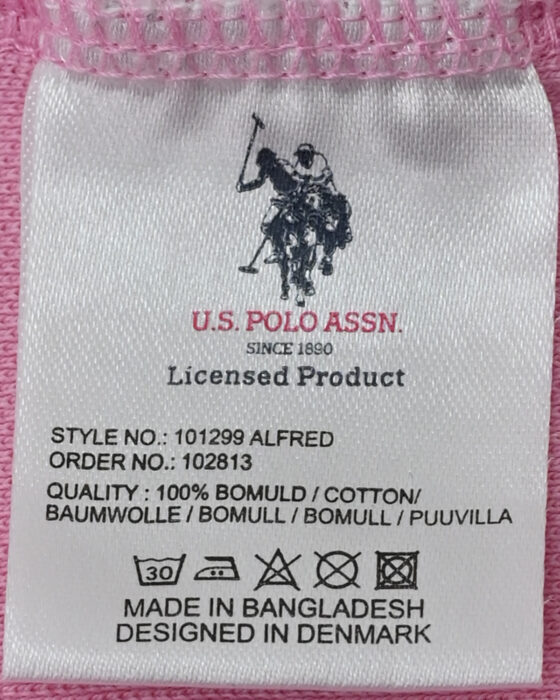 U.S. POLO ASSN.
SINCE 1890
Licensed Product
STYLE NO.: 101299 ALFRED
ORDER NO.: 102813
QUALITY : 100% BOMULD / COTTON/
BAUMWOLLE / BOMULL / BOMULL / PUUVILLA
30
MADE IN BANGLADESH
DESIGNED IN DENMARK